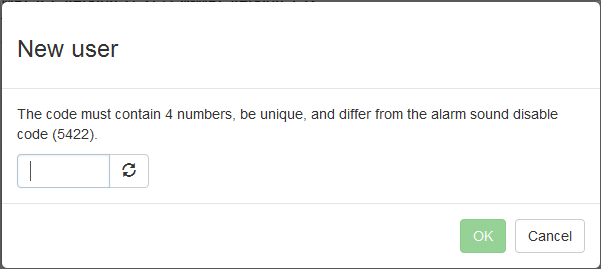 New user
The code must contain 4 numbers, be unique, and differ from the alarm sound disable
code (5422).
OK
Cancel